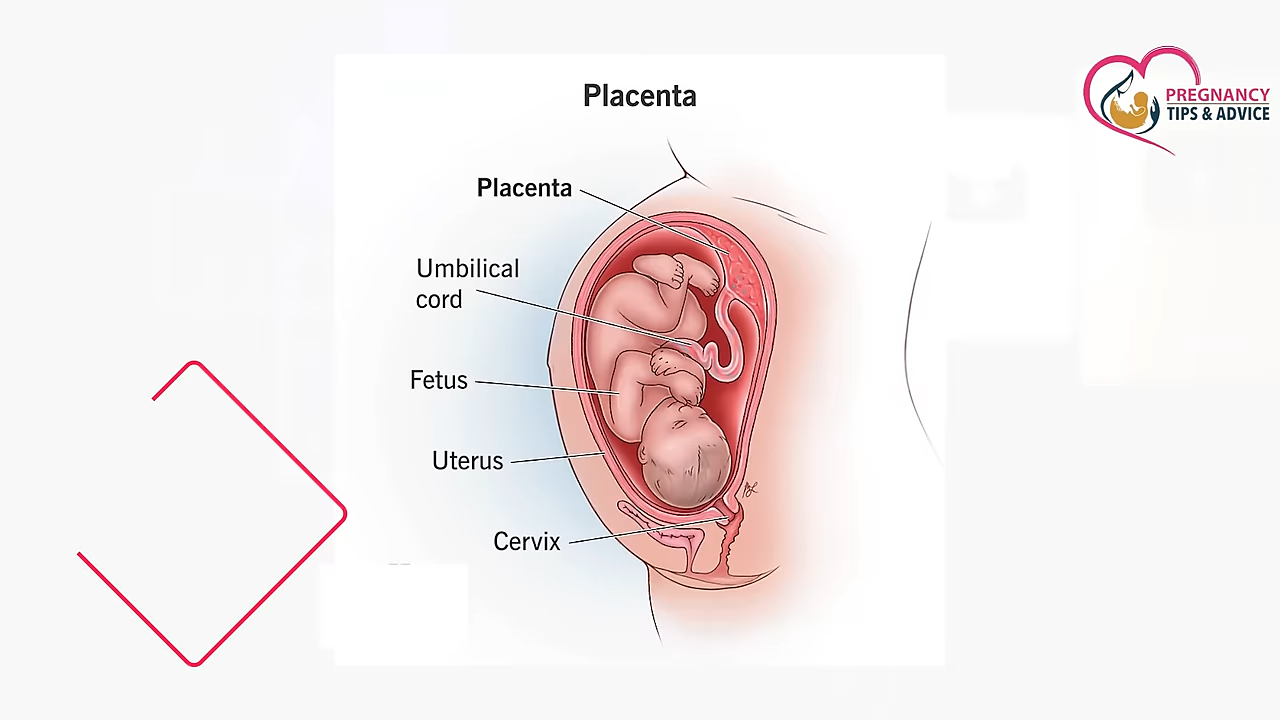 Placenta
PREGNANCY
TIPS & ADVICE
Placenta
Umbilical
cord
Fetus
Uterus
Cervix